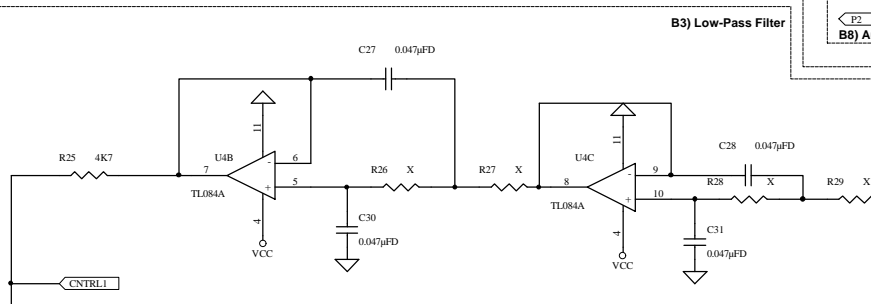 B3) Low-Pass Filter
P2
B8) A
C27 0.047µFD
11
R25 4K7
U4B
7
6
-
5
+
TL084A
4
VCC
R26 X
C30
0.047µFD
R27 X
11
U4C
8
9
-
10
+
TL084A
4
VCC
C28 0.047µFD
R28 X
R29 X
C31
0.047µFD
CNTRL1